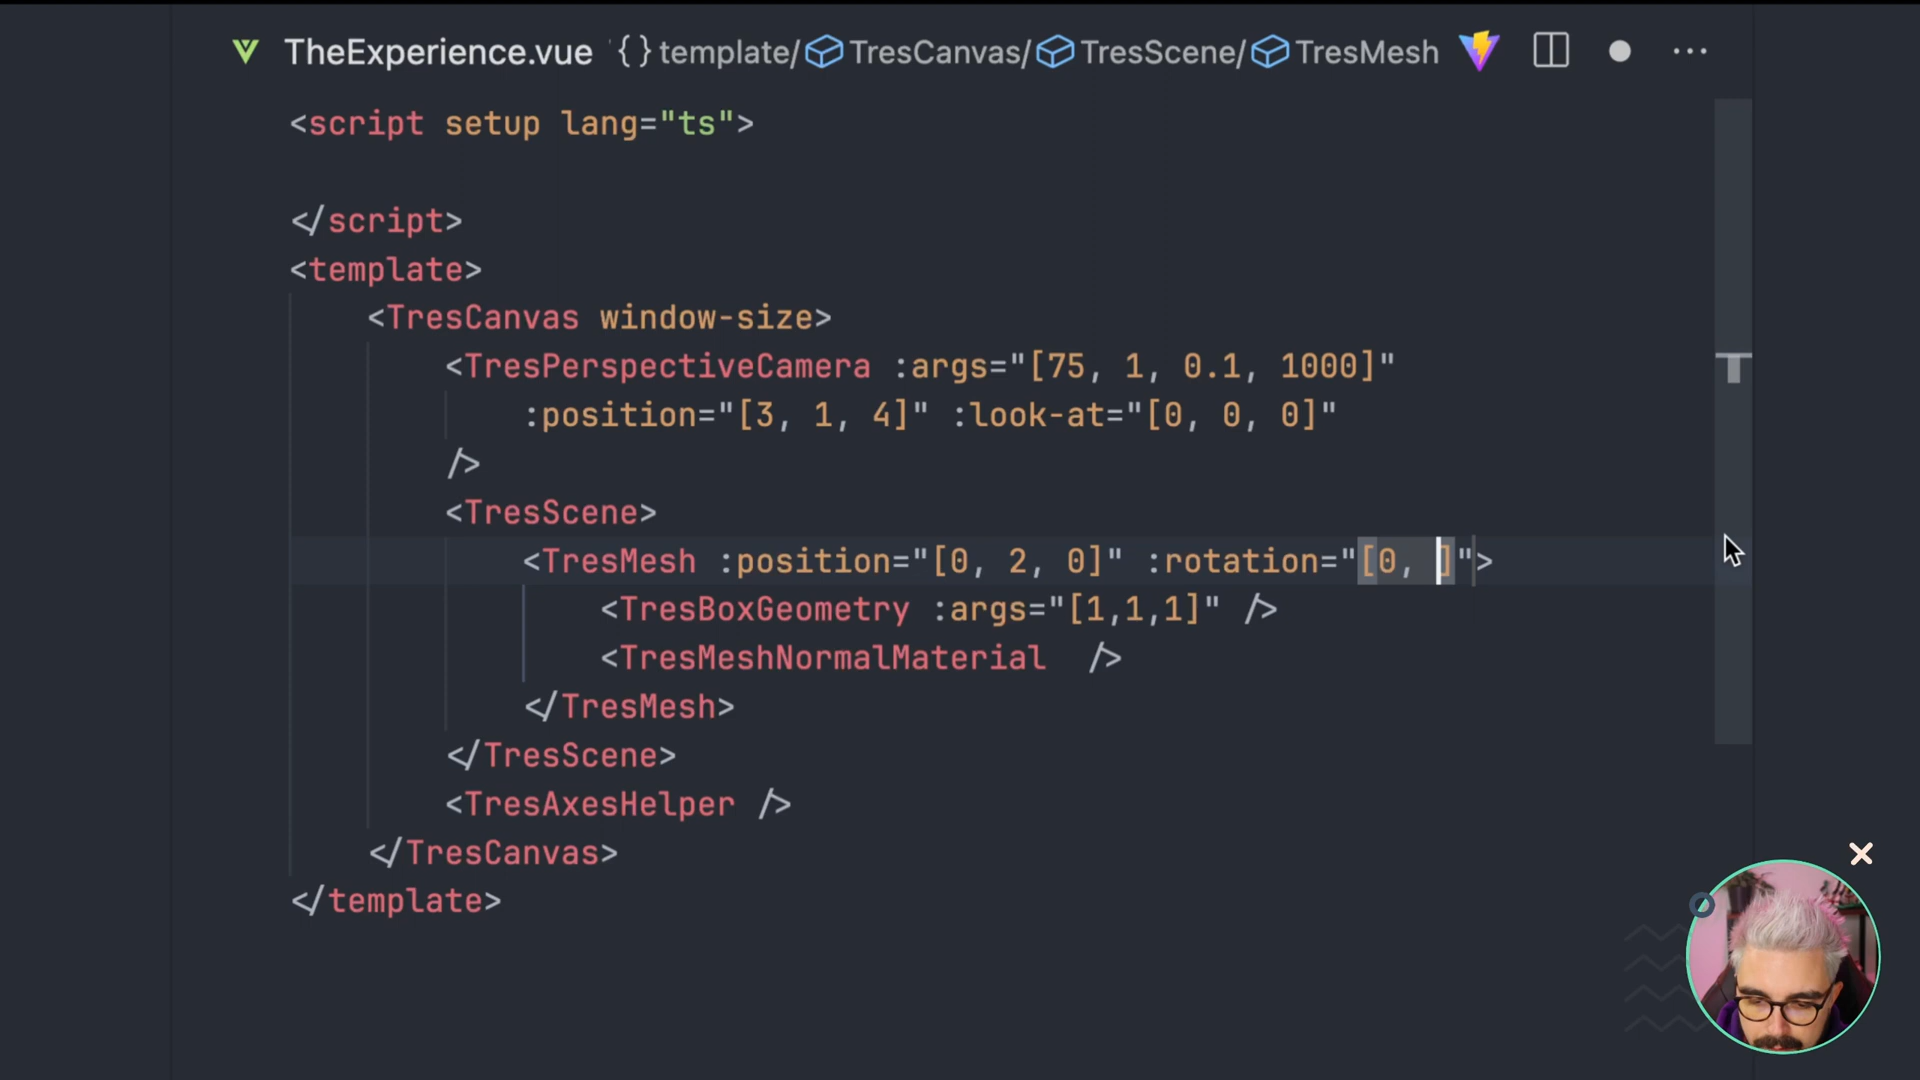 TheExperience.vue {} template/TresCanvas/TresScene/TresMesh ...
<script setup lang="ts">
</script>
<template>
<TresCanvas window-size>
<TresPerspectiveCamera :args="[75, 1, 0.1, 1000]"
:position="[3, 1, 4]" :look-at="[0, 0, 0]"
/>
<TresScene>
<TresMesh :position="[0, 2, 0]" :rotation="[0, ]">
<TresBoxGeometry :args="[1,1,1]" />
<TresMeshNormalMaterial  />
</TresMesh>
</TresScene>
<TresAxesHelper />
</TresCanvas>
</template>